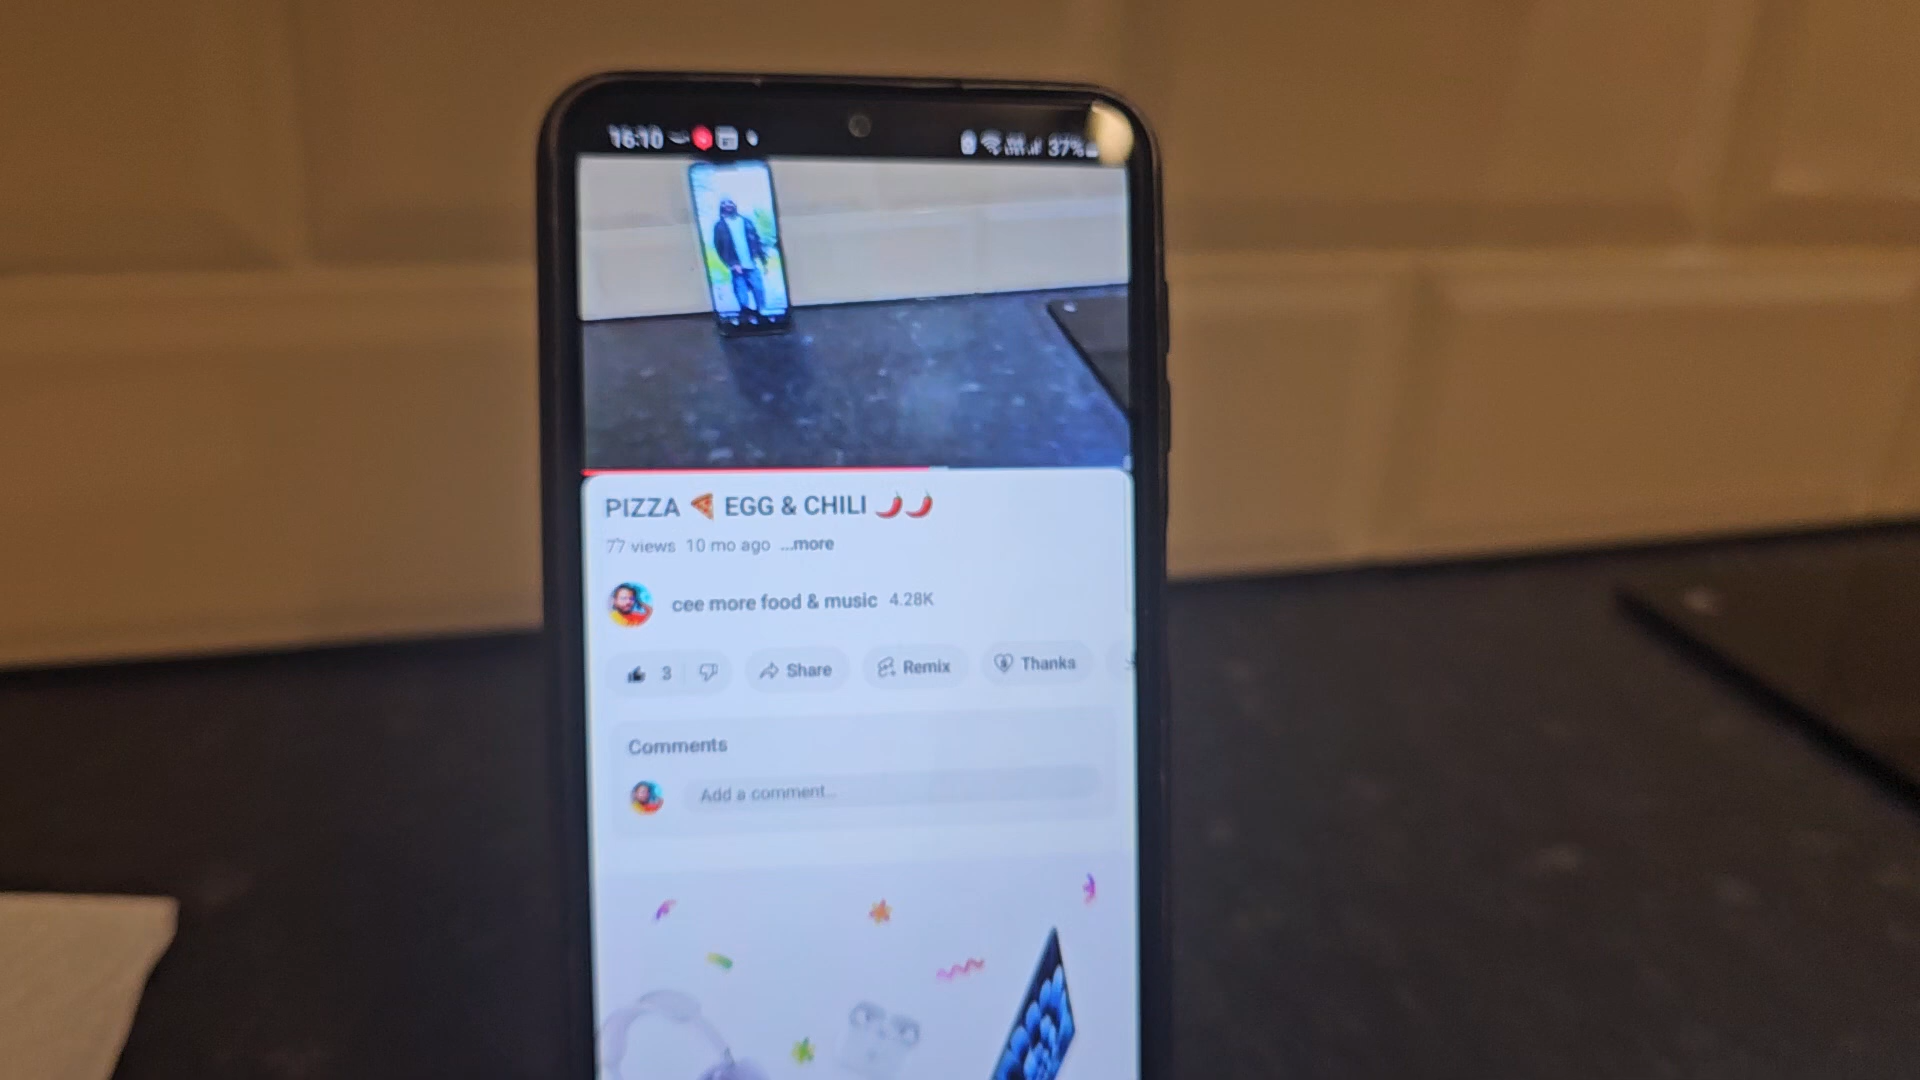 16:10 37%
PIZZA 🍕 EGG & CHILI 🌶️🌶️
77 views 10 mo ago ...more
cee more food & music 4.28K
3 Share Remix Thanks
Comments
Add a comment...